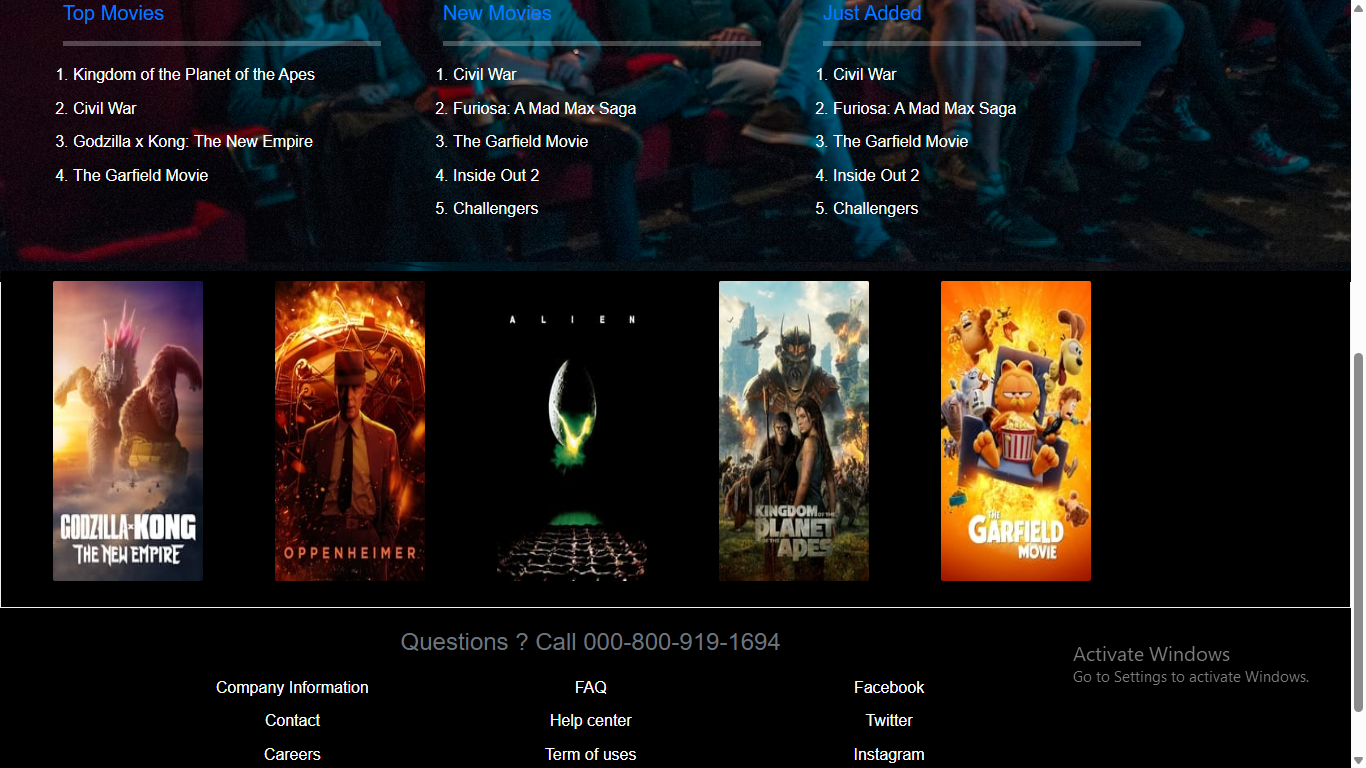 Top Movies
New Movies
Just Added
1. Kingdom of the Planet of the Apes
2. Civil War
3. Godzilla x Kong: The New Empire
4. The Garfield Movie
1. Civil War
2. Furiosa: A Mad Max Saga
3. The Garfield Movie
4. Inside Out 2
5. Challengers
1. Civil War
2. Furiosa: A Mad Max Saga
3. The Garfield Movie
4. Inside Out 2
5. Challengers
GODZILLA x KONG
THE NEW EMPIRE
OPPENHEIMER
ALIEN
KINGDOM OF THE
PLANET
OF THE APES
THE
GARFIELD
MOVIE
Questions ? Call 000-800-919-1694
Company Information
Contact
Careers
FAQ
Help center
Term of uses
Facebook
Twitter
Instagram
Activate Windows
Go to Settings to activate Windows.